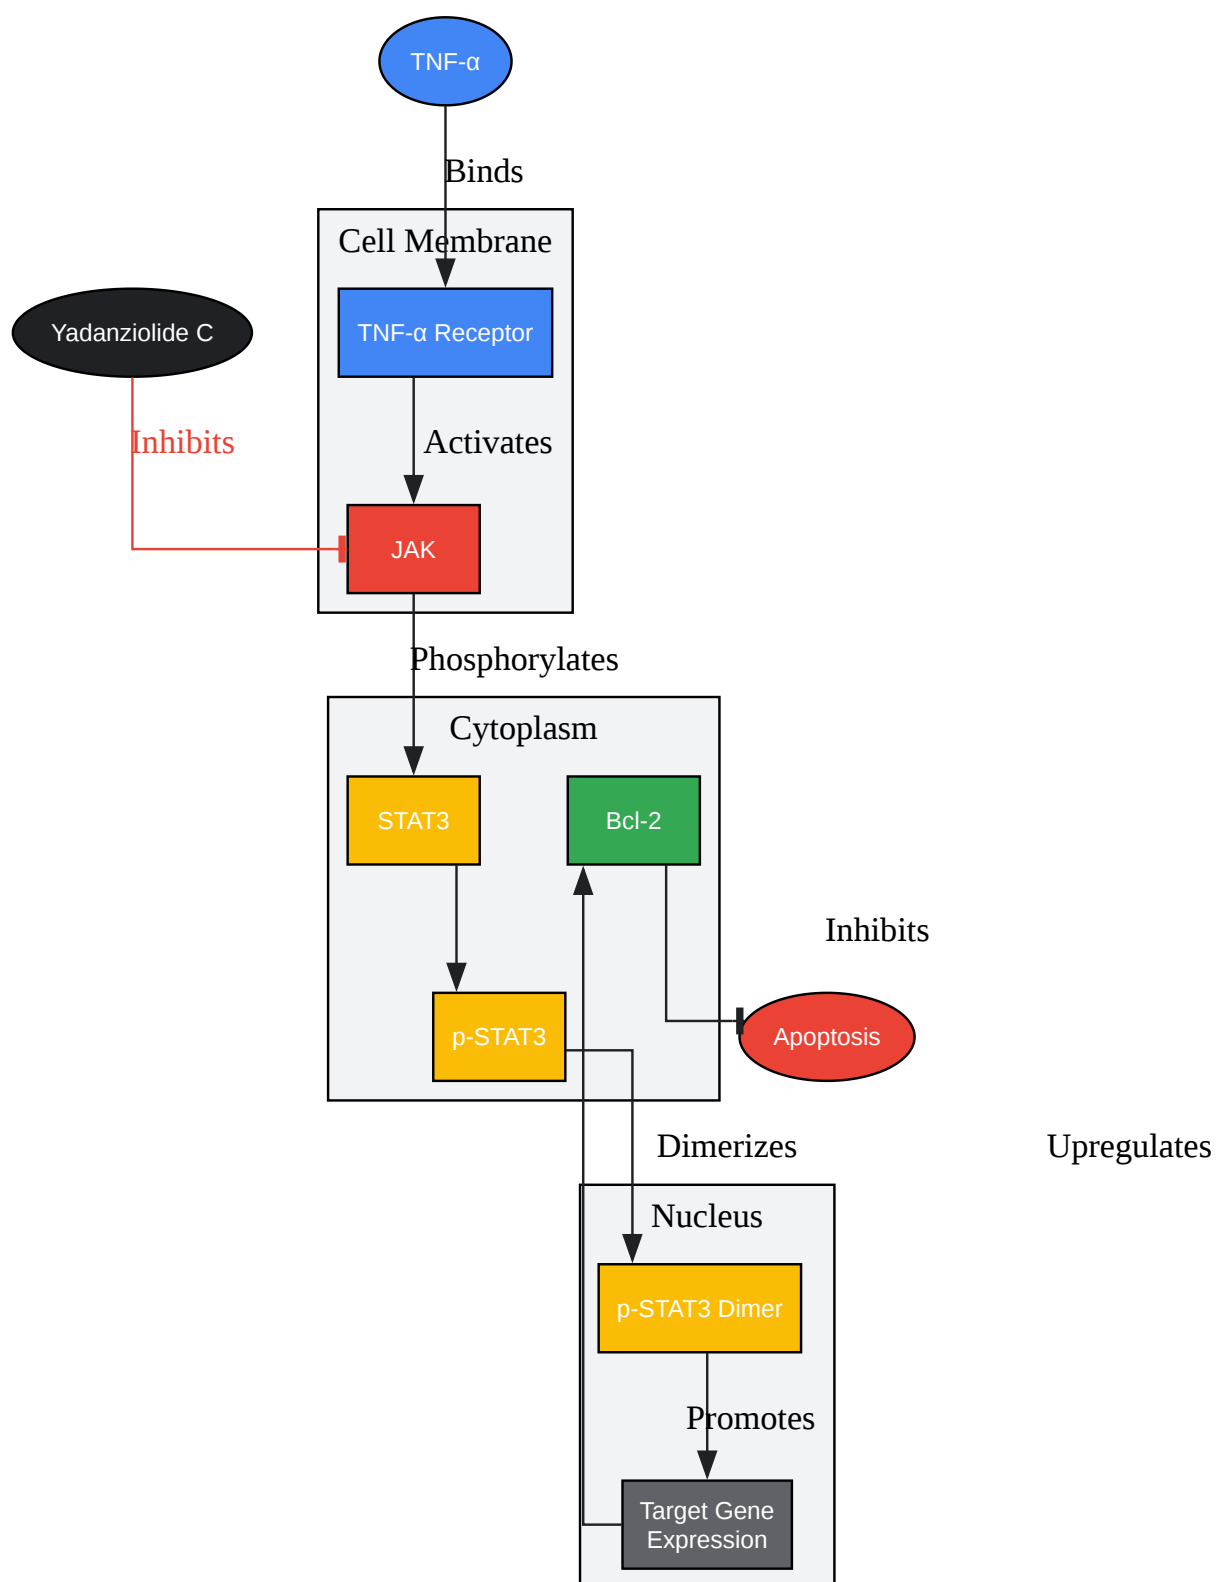 TNF-α
Binds
Cell Membrane
Yadanziolide C
TNF-α Receptor
Inhibits
Activates
JAK
Phosphorylates
Cytoplasm
STAT3
Bcl-2
Inhibits
p-STAT3
Apoptosis
Dimerizes
Upregulates
Nucleus
p-STAT3 Dimer
Promotes
Target Gene
Expression